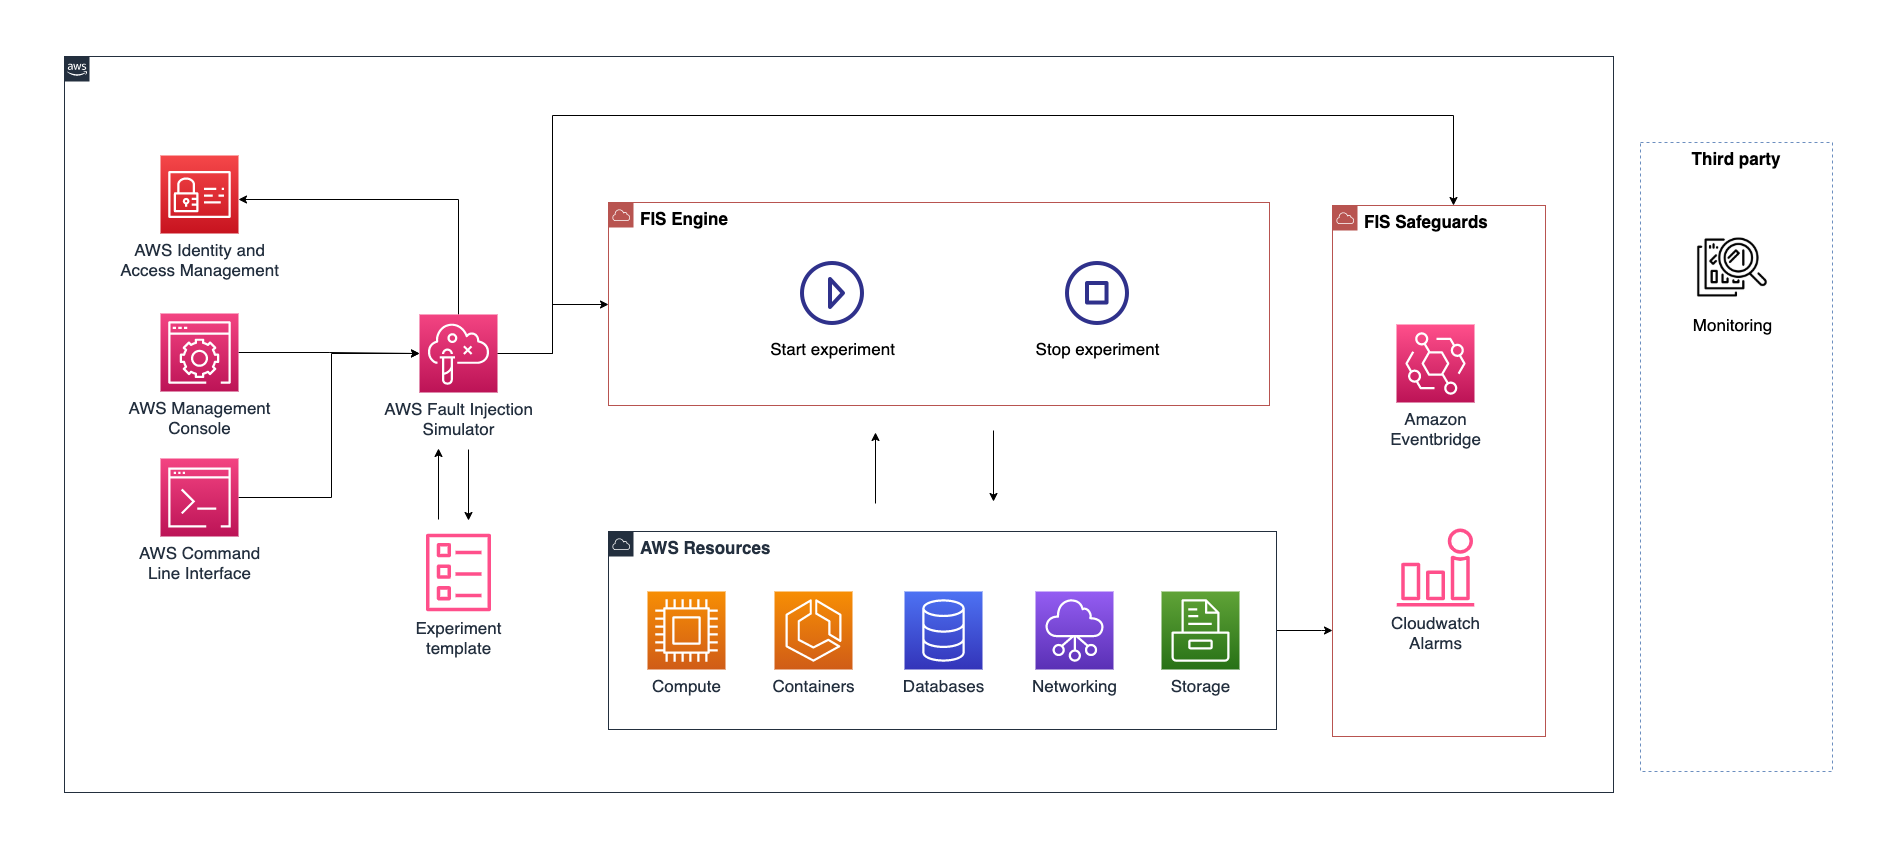 aws
AWS Identity and
Access Management
AWS Management
Console
AWS Command
Line Interface
AWS Fault Injection
Simulator
Experiment
template
FIS Engine
Start experiment
Stop experiment
AWS Resources
Compute
Containers
Databases
Networking
Storage
FIS Safeguards
Amazon
Eventbridge
Cloudwatch
Alarms
Third party
Monitoring